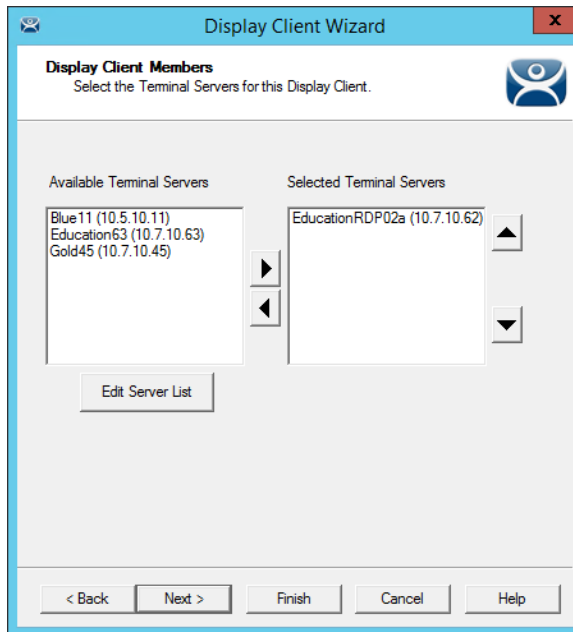 Display Client Wizard
x
Display Client Members
Select the Terminal Servers for this Display Client.
Available Terminal Servers
Selected Terminal Servers
Blue11 (10.5.10.11)
Education63 (10.7.10.63)
Gold45 (10.7.10.45)
EducationRDP02a (10.7.10.62)
Edit Server List
< Back
Next >
Finish
Cancel
Help